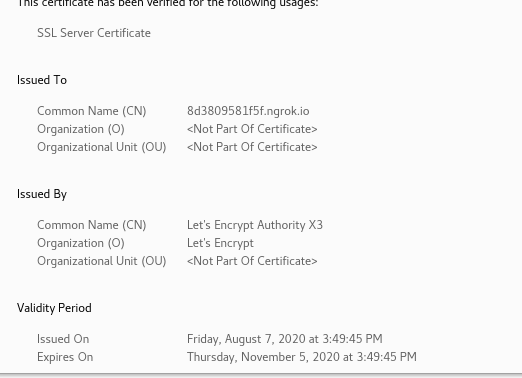 This certificate has been verified for the following usages:
SSL Server Certificate
Issued To
Common Name (CN) 8d3809581f5f.ngrok.io
Organization (O) <Not Part Of Certificate>
Organizational Unit (OU) <Not Part Of Certificate>
Issued By
Common Name (CN) Let's Encrypt Authority X3
Organization (O) Let's Encrypt
Organizational Unit (OU) <Not Part Of Certificate>
Validity Period
Issued On Friday, August 7, 2020 at 3:49:45 PM
Expires On Thursday, November 5, 2020 at 3:49:45 PM